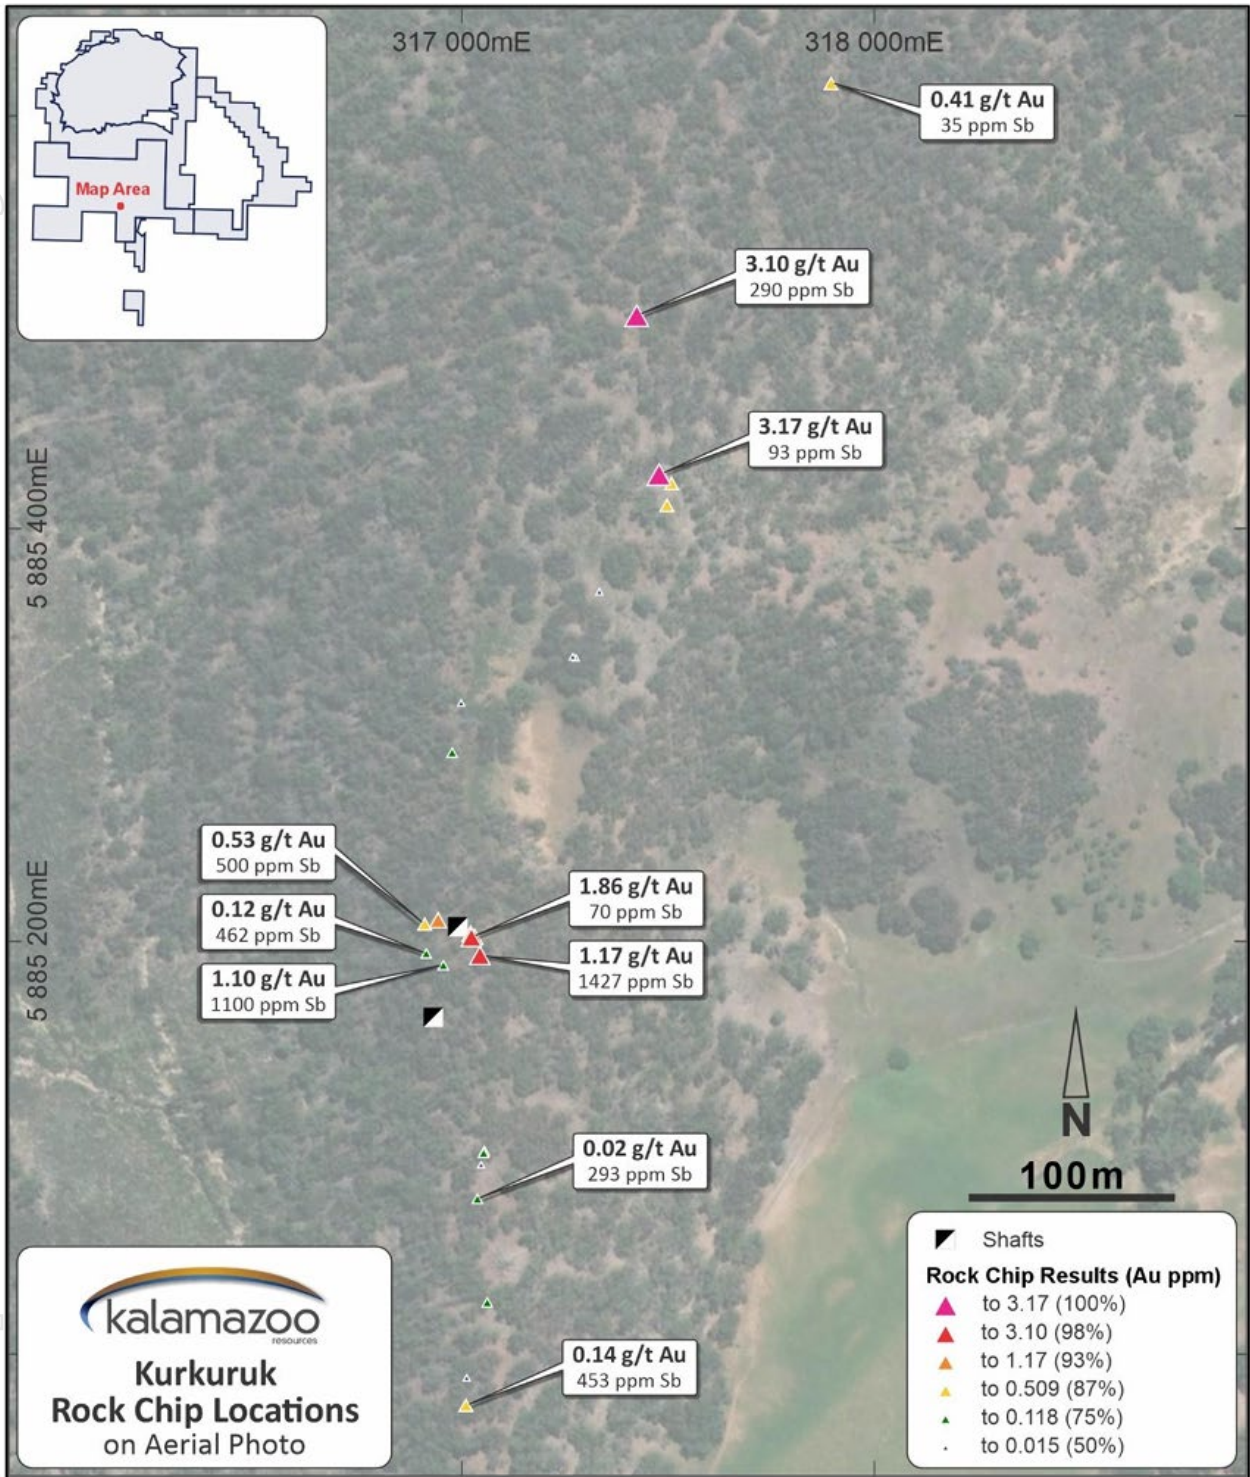 317 000mE
318 000mE
Map Area
0.41 g/t Au
35 ppm Sb
3.10 g/t Au
290 ppm Sb
3.17 g/t Au
93 ppm Sb
5 885 400mE
0.53 g/t Au
500 ppm Sb
1.86 g/t Au
70 ppm Sb
0.12 g/t Au
462 ppm Sb
1.17 g/t Au
1427 ppm Sb
1.10 g/t Au
1100 ppm Sb
5 885 200mE
0.02 g/t Au
293 ppm Sb
N
100m
0.14 g/t Au
453 ppm Sb
kalamazoo
resources
Kurkuruk
Rock Chip Locations
on Aerial Photo
Shafts
Rock Chip Results (Au ppm)
to 3.17 (100%)
to 3.10 (98%)
to 1.17 (93%)
to 0.509 (87%)
to 0.118 (75%)
to 0.015 (50%)